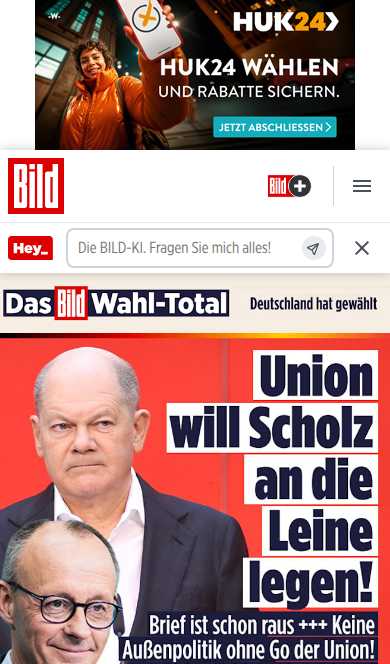 -W-
HUK24
HUK24 WÄHLEN
UND RABATTE SICHERN.
JETZT ABSCHLIESSEN
Bild
Bild +
Hey_
Die BILD-KI. Fragen Sie mich alles!
Das Bild Wahl-Total
Deutschland hat gewählt
Union
will Scholz
an die
Leine
legen!
Brief ist schon raus +++ Keine
Außenpolitik ohne Go der Union!